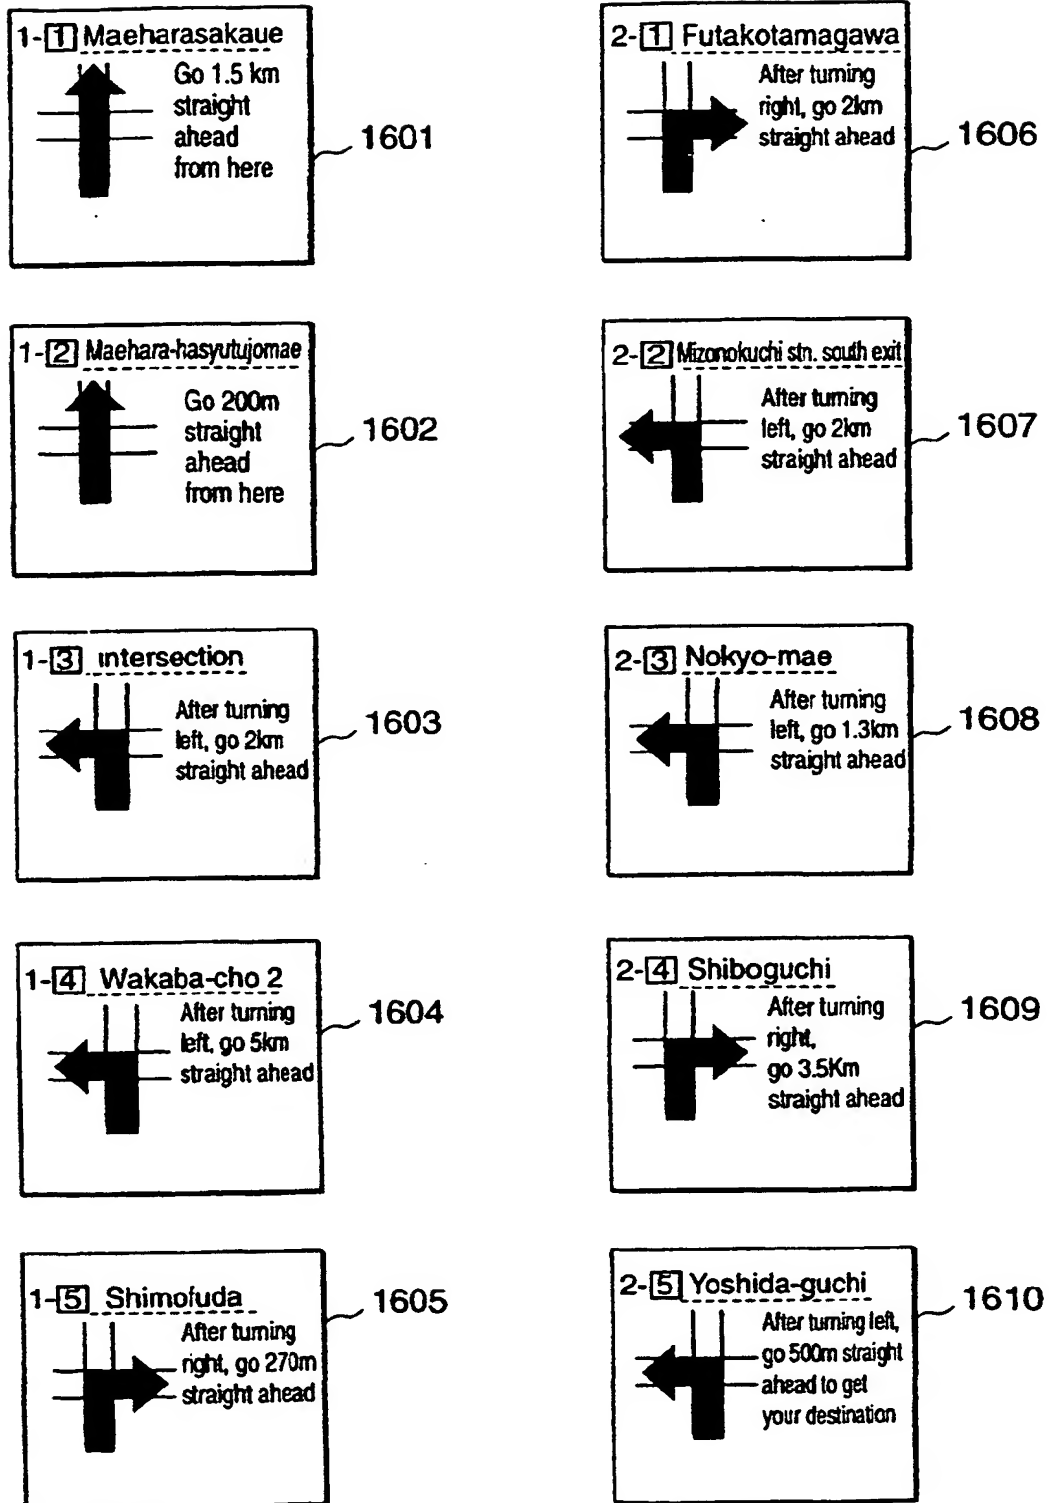 1-1 Maeharasakaue
Go 1.5 km
straight
ahead
from here
1601
1-2 Maehara-hasyutujomae
Go 200m
straight
ahead
from here
1602
1-3 intersection
After turning
left, go 2km
straight ahead
1603
1-4 Wakaba-cho 2
After turning
left, go 5km
straight ahead
1604
1-5 Shimofuda
After turning
right, go 270m
straight ahead
1605
2-1 Futakotamagawa
After turning
right, go 2km
straight ahead
1606
2-2 Mizonokuchi stn. south exit
After turning
left, go 2km
straight ahead
1607
2-3 Nokyo-mae
After turning
left, go 1.3km
straight ahead
1608
2-4 Shiboguchi
After turning
right,
go 3.5Km
straight ahead
1609
2-5 Yoshida-guchi
After turning left,
go 500m straight
ahead to get
your destination
1610